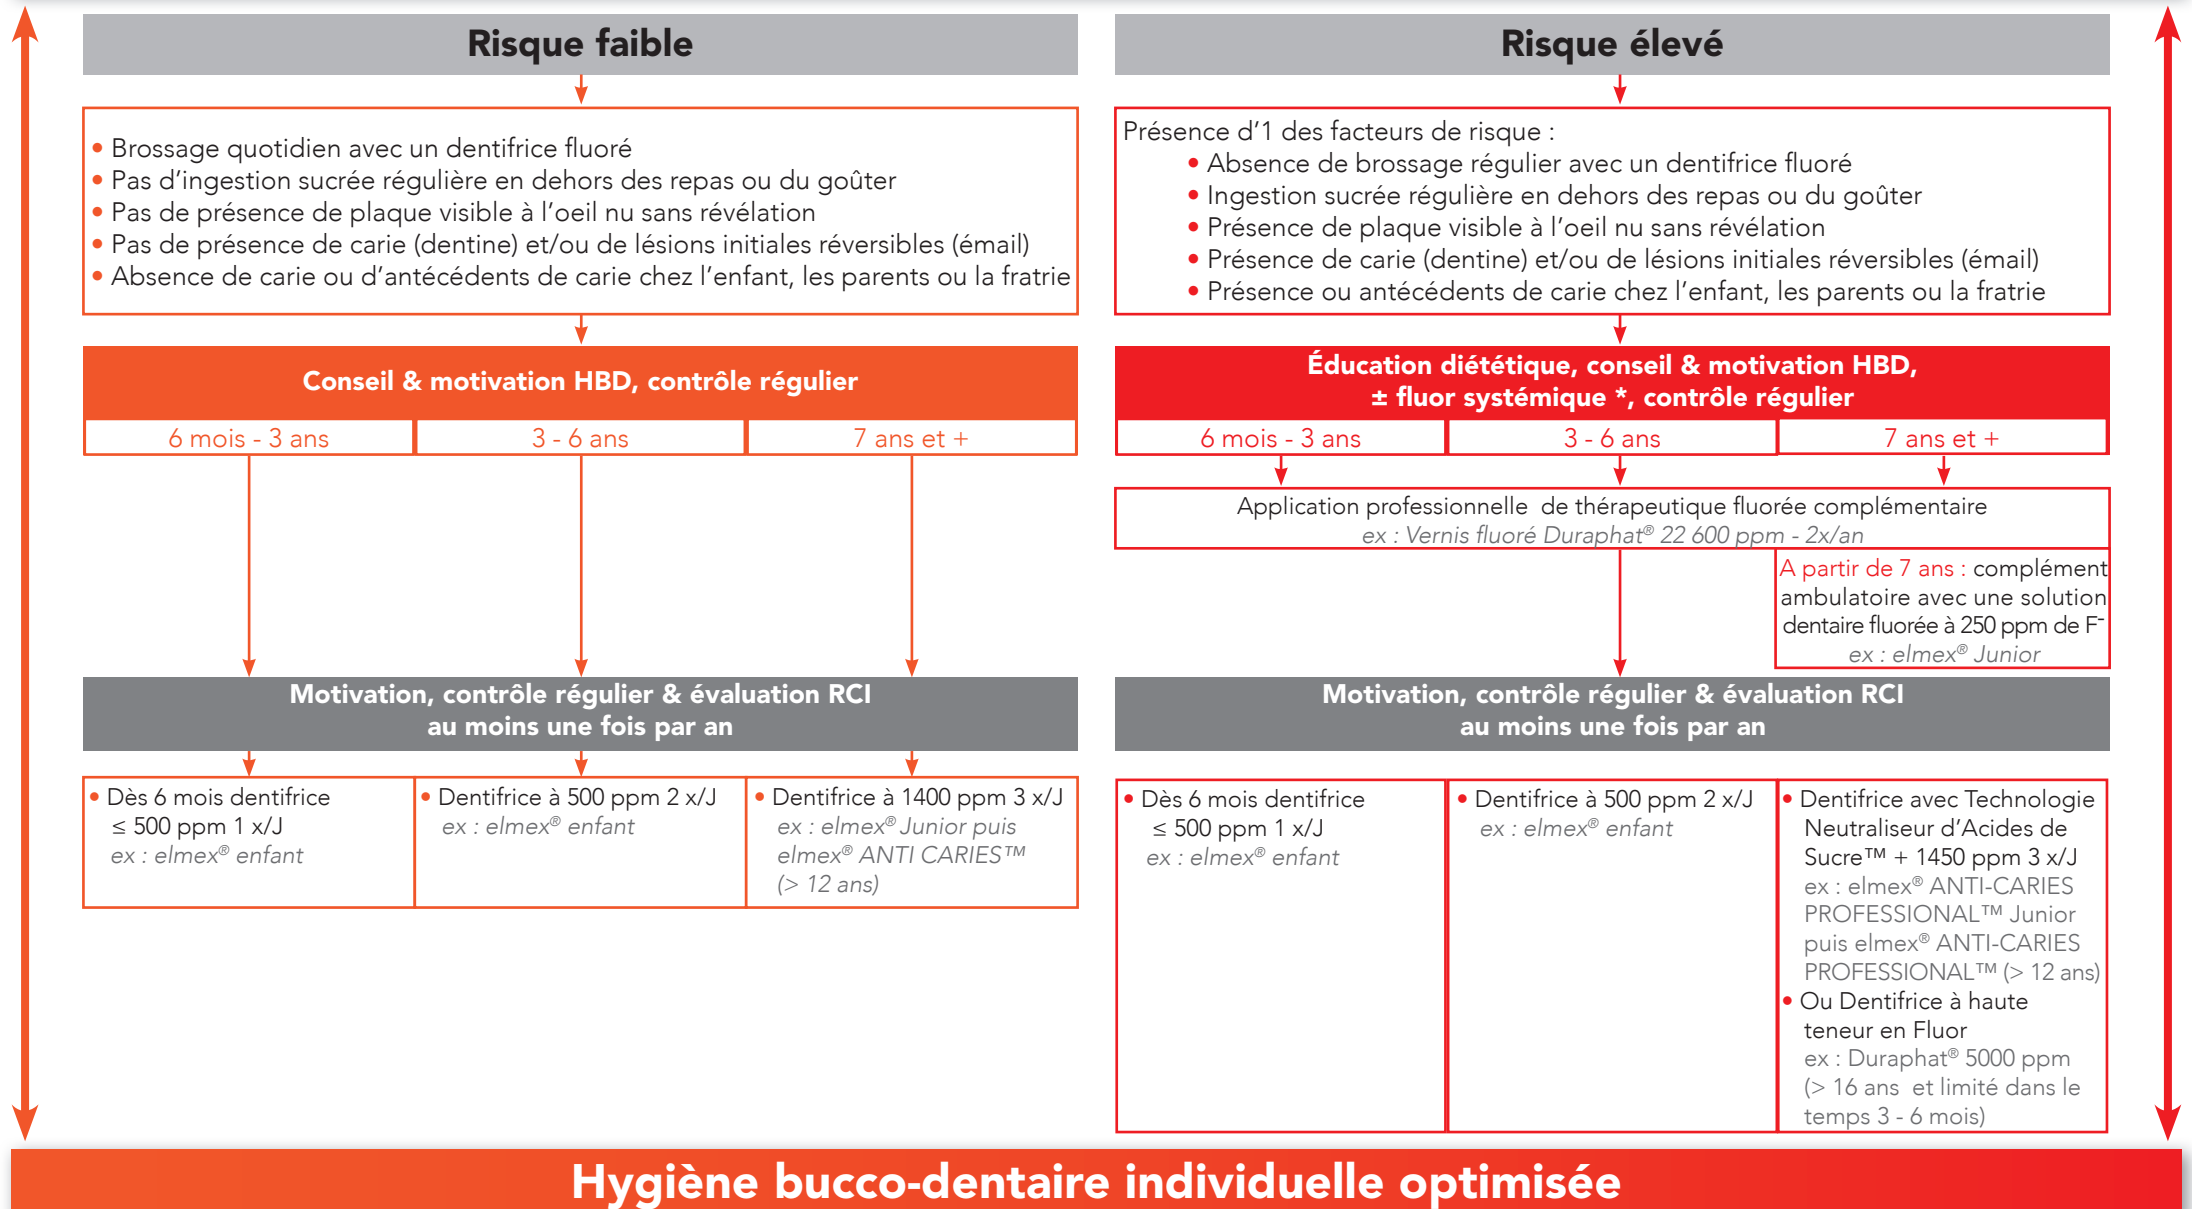 Risque faible
• Brossage quotidien avec un dentifrice fluoré
• Pas d’ingestion sucrée régulière en dehors des repas ou du goûter
• Pas de présence de plaque visible à l’oeil nu sans révélation
• Pas de présence de carie (dentine) et/ou de lésions initiales réversibles (émail)
• Absence de carie ou d’antécédents de carie chez l’enfant, les parents ou la fratrie
Conseil & motivation HBD, contrôle régulier
6 mois - 3 ans
3 - 6 ans
7 ans et +
Motivation, contrôle régulier & évaluation RCI
au moins une fois par an
• Dès 6 mois dentifrice
≤ 500 ppm 1 x/J
ex : elmex® enfant
• Dentifrice à 500 ppm 2 x/J
ex : elmex® enfant
• Dentifrice à 1400 ppm 3 x/J
ex : elmex® Junior puis
elmex® ANTI CARIES™
(> 12 ans)
Risque élevé
Présence d’1 des facteurs de risque :
• Absence de brossage régulier avec un dentifrice fluoré
• Ingestion sucrée régulière en dehors des repas ou du goûter
• Présence de plaque visible à l’oeil nu sans révélation
• Présence de carie (dentine) et/ou de lésions initiales réversibles (émail)
• Présence ou antécédents de carie chez l’enfant, les parents ou la fratrie
Éducation diététique, conseil & motivation HBD,
± fluor systémique *, contrôle régulier
6 mois - 3 ans
3 - 6 ans
7 ans et +
Application professionnelle de thérapeutique fluorée complémentaire
ex : Vernis fluoré Duraphat® 22 600 ppm - 2x/an
A partir de 7 ans : complément
ambulatoire avec une solution
dentaire fluorée à 250 ppm de F⁻
ex : elmex® Junior
Motivation, contrôle régulier & évaluation RCI
au moins une fois par an
• Dès 6 mois dentifrice
≤ 500 ppm 1 x/J
ex : elmex® enfant
• Dentifrice à 500 ppm 2 x/J
ex : elmex® enfant
• Dentifrice avec Technologie
Neutraliseur d’Acides de
Sucre™ + 1450 ppm 3 x/J
ex : elmex® ANTI-CARIES
PROFESSIONAL™ Junior
puis elmex® ANTI-CARIES
PROFESSIONAL™ (> 12 ans)
• Ou Dentifrice à haute
teneur en Fluor
ex : Duraphat® 5000 ppm
(> 16 ans et limité dans le
temps 3 - 6 mois)
Hygiène bucco-dentaire individuelle optimisée